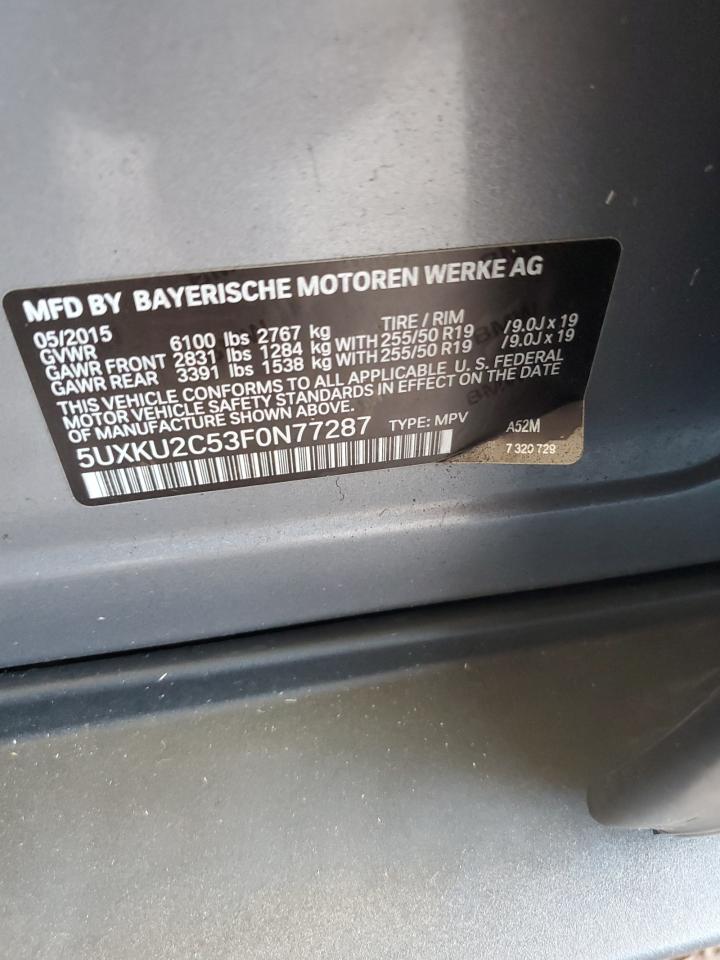 MFD BY BAYERISCHE MOTOREN WERKE AG
05/2015 TIRE / RIM
GVWR 6100 lbs 2767 kg
GAWR FRONT 2831 lbs 1284 kg WITH 255/50 R19 /9.0J x 19
GAWR REAR 3391 lbs 1538 kg WITH 255/50 R19 /9.0J x 19
THIS VEHICLE CONFORMS TO ALL APPLICABLE U. S. FEDERAL
MOTOR VEHICLE SAFETY STANDARDS IN EFFECT ON THE DATE
OF MANUFACTURE SHOWN ABOVE.
5UXKU2C53F0N77287 TYPE: MPV A52M
7 320 729